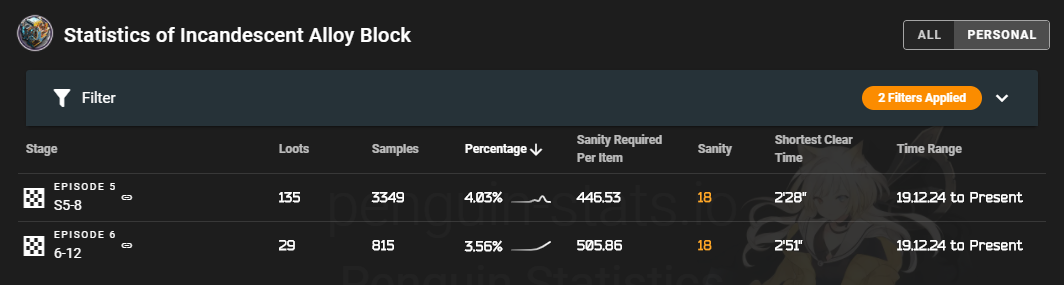 Statistics of Incandescent Alloy Block
ALL PERSONAL
Filter
2 Filters Applied
Stage Loots Samples Percentage Sanity Required Per Item Sanity Shortest Clear Time Time Range
EPISODE 5
S5-8 135 3349 4.03% 446.53 18 2'28" 19.12.24 to Present
EPISODE 6
6-12 29 815 3.56% 505.86 18 2'51" 19.12.24 to Present
penguin-stats.io
Penguin Statistics